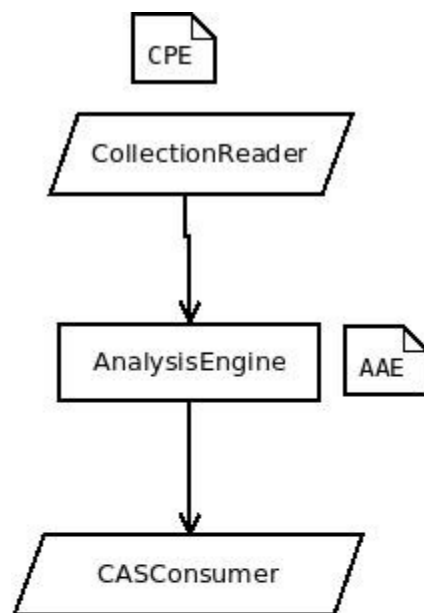 CPE
CollectionReader
AnalysisEngine
AAE
CASConsumer